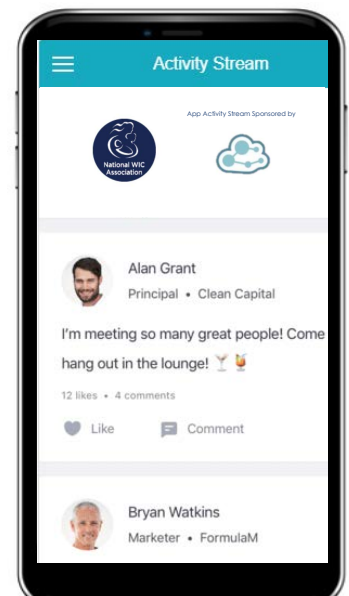 Activity Stream
App Activity Stream Sponsored by
National WIC
Association
Alan Grant
Principal • Clean Capital
I'm meeting so many great people! Come
hang out in the lounge! 🍸 🍹
12 likes • 4 comments
Like Comment
Bryan Watkins
Marketer • FormulaM